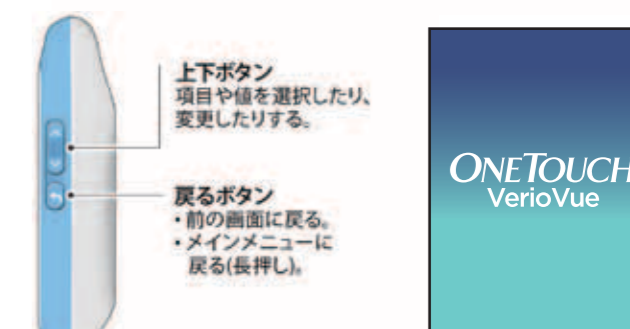 上下ボタン
項目や値を選択したり、
変更したりする。
戻るボタン
・前の画面に戻る。
・メインメニューに
戻る(長押し)。
ONETOUCH
VerioVue